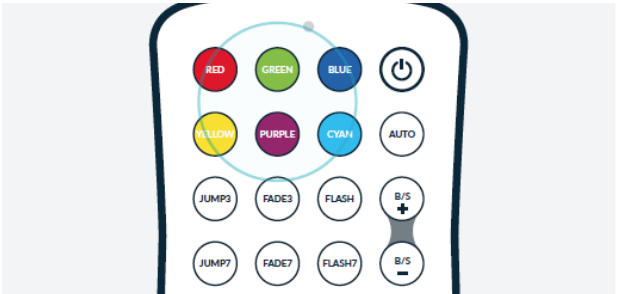 RED GREEN BLUE
YELLOW PURPLE CYAN AUTO
JUMP3 FADE3 FLASH B/S +
JUMP7 FADE7 FLASH7 B/S -